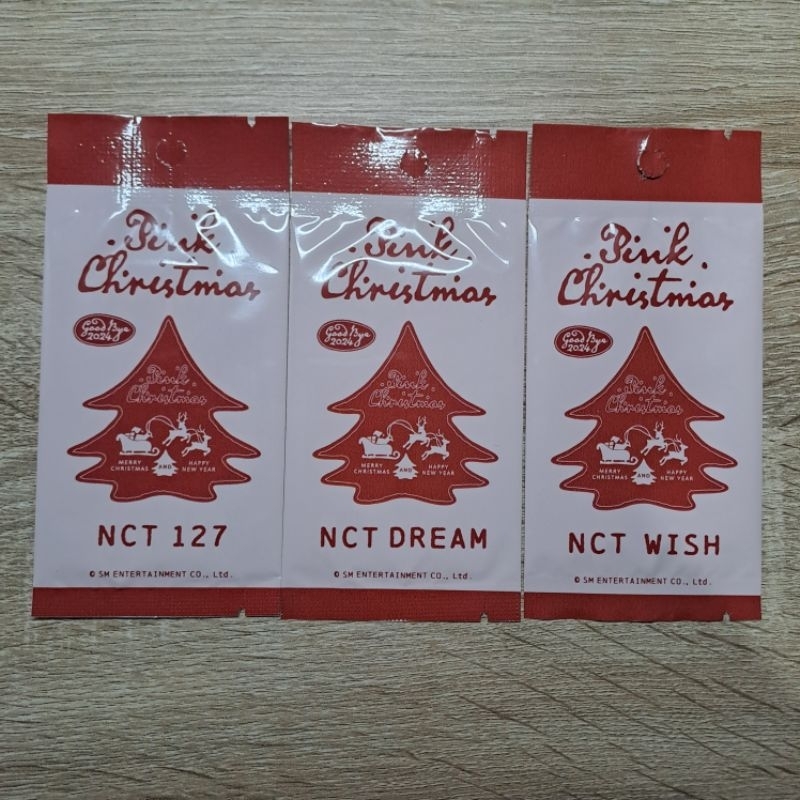 Pink
Christmas
Good Bye
2024
Pink
Christmas
MERRY
CHRISTMAS
AND
HAPPY
NEW YEAR
NCT 127
© SM ENTERTAINMENT CO., Ltd.
Pink
Christmas
Good Bye
2024
Pink
Christmas
MERRY
CHRISTMAS
AND
HAPPY
NEW YEAR
NCT DREAM
© SM ENTERTAINMENT CO., Ltd.
Pink
Christmas
Good Bye
2024
Pink
Christmas
MERRY
CHRISTMAS
AND
HAPPY
NEW YEAR
NCT WISH
© SM ENTERTAINMENT CO., Ltd.